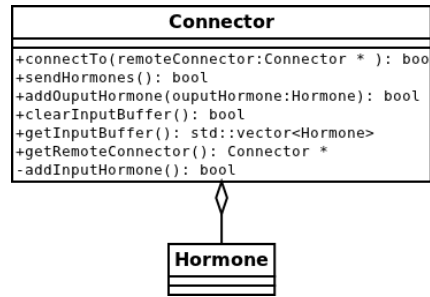 Connector
+connectTo(remoteConnector:Connector * ): boo
+sendHormones(): bool
+addOuputHormone(ouputHormone:Hormone): bool
+clearInputBuffer(): bool
+getInputBuffer(): std::vector<Hormone>
+getRemoteConnector(): Connector *
-addInputHormone(): bool
Hormone